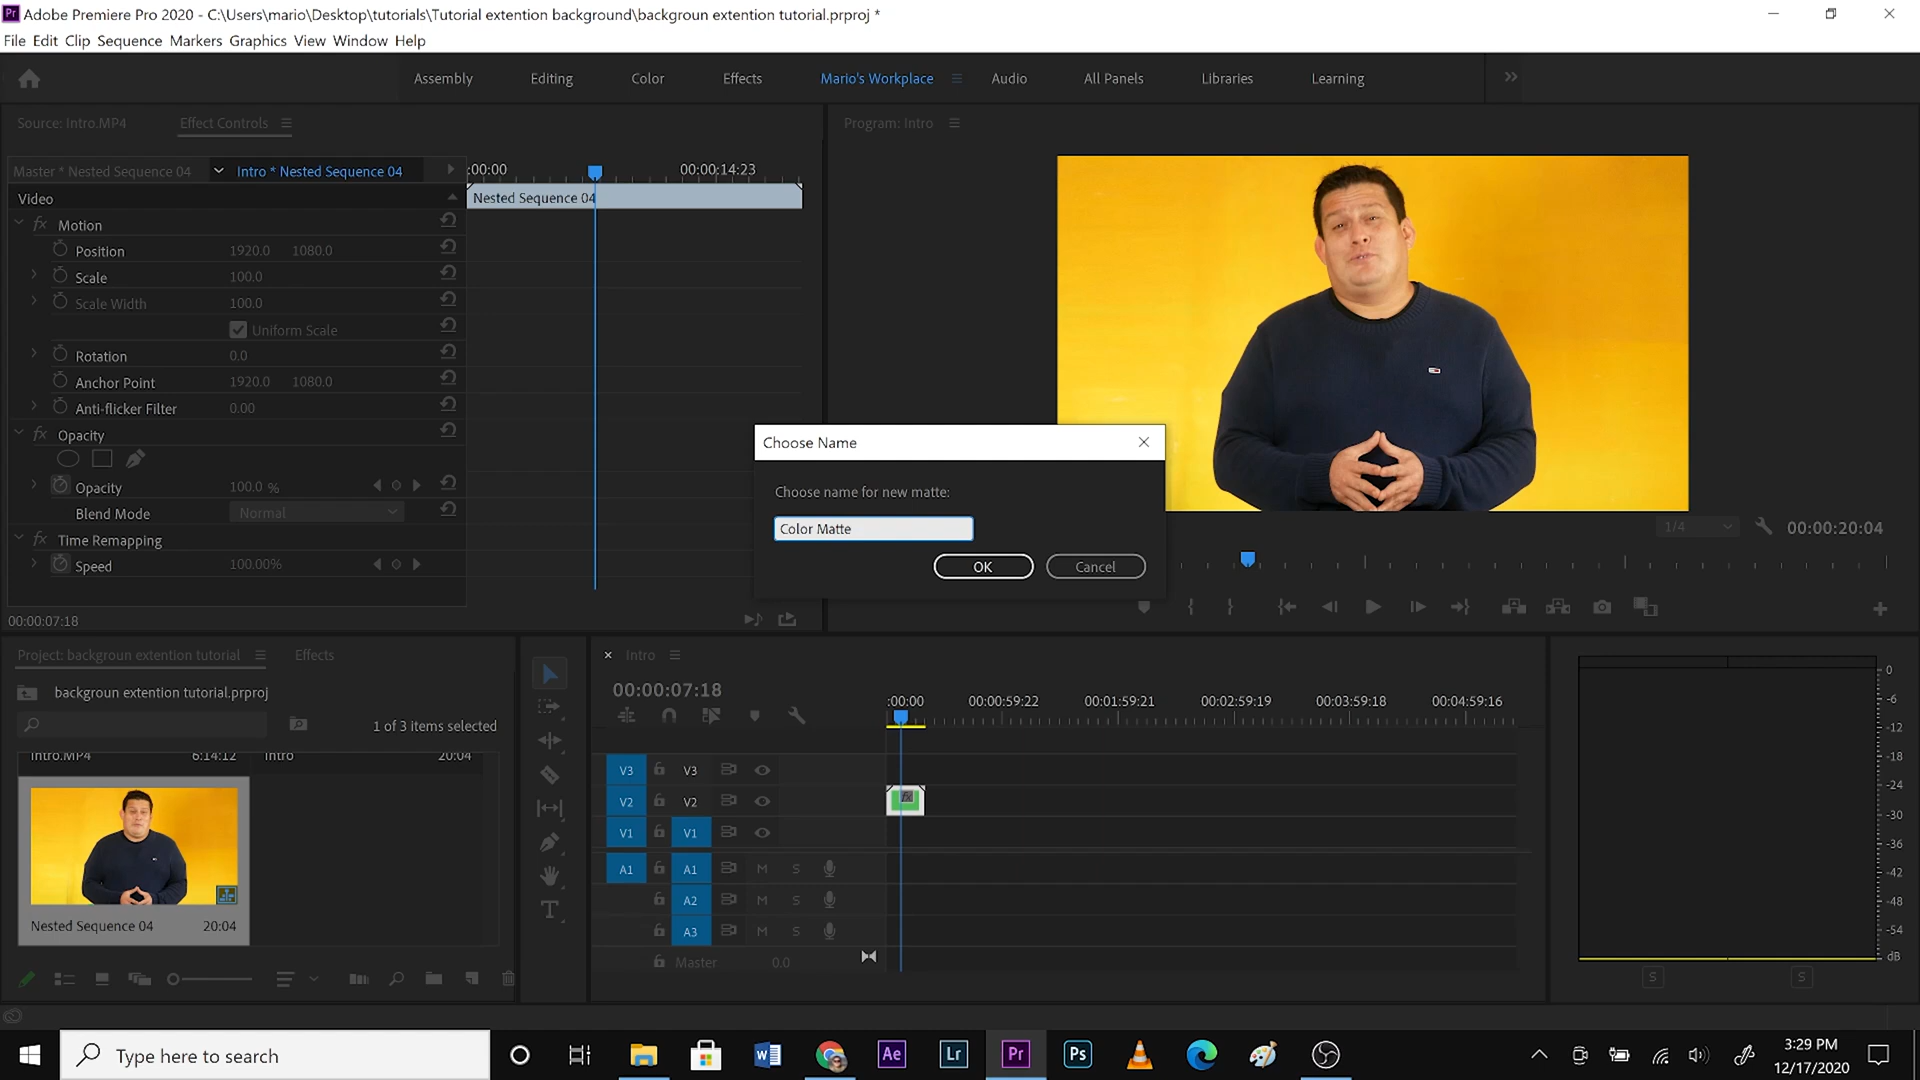 Pr Adobe Premiere Pro 2020 - C:\Users\mario\Desktop\tutorials\Tutorial extention background\backgroun extention tutorial.prproj *
File Edit Clip Sequence Markers Graphics View Window Help
Assembly Editing Color Effects Mario's Workplace Audio All Panels Libraries Learning
Source: Intro.MP4 Effect Controls
Program: Intro
Master * Nested Sequence 04 Intro * Nested Sequence 04
:00:00 00:00:14:23
Video
Nested Sequence 04
fx Motion
Position 1920.0 1080.0
Scale 100.0
Scale Width 100.0
Uniform Scale
Rotation 0.0
Anchor Point 1920.0 1080.0
Anti-flicker Filter 0.00
fx Opacity
Opacity 100.0 %
Blend Mode Normal
fx Time Remapping
Speed 100.00%
00:00:07:18
Choose Name
Choose name for new matte:
Color Matte
OK Cancel
1/4 00:00:20:04
Project: backgroun extention tutorial Effects
backgroun extention tutorial.prproj
1 of 3 items selected
Intro.MP4 6:14:12 Intro 20:04
Nested Sequence 04 20:04
Intro
00:00:07:18
:00:00 00:00:59:22 00:01:59:21 00:02:59:19 00:03:59:18 00:04:59:16
V3 V3
V2 V2
fx
V1 V1
A1 A1 M S
A2 M S
A3 M S
Master 0.0
0
-6
-12
-18
-24
-30
-36
-42
-48
-54
dB
S S
T
Type here to search
Ae Lr Pr Ps
3:29 PM
12/17/2020